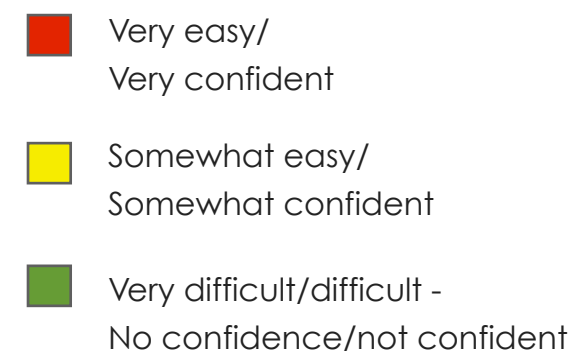 Very easy/
Very confident
Somewhat easy/
Somewhat confident
Very difficult/difficult -
No confidence/not confident